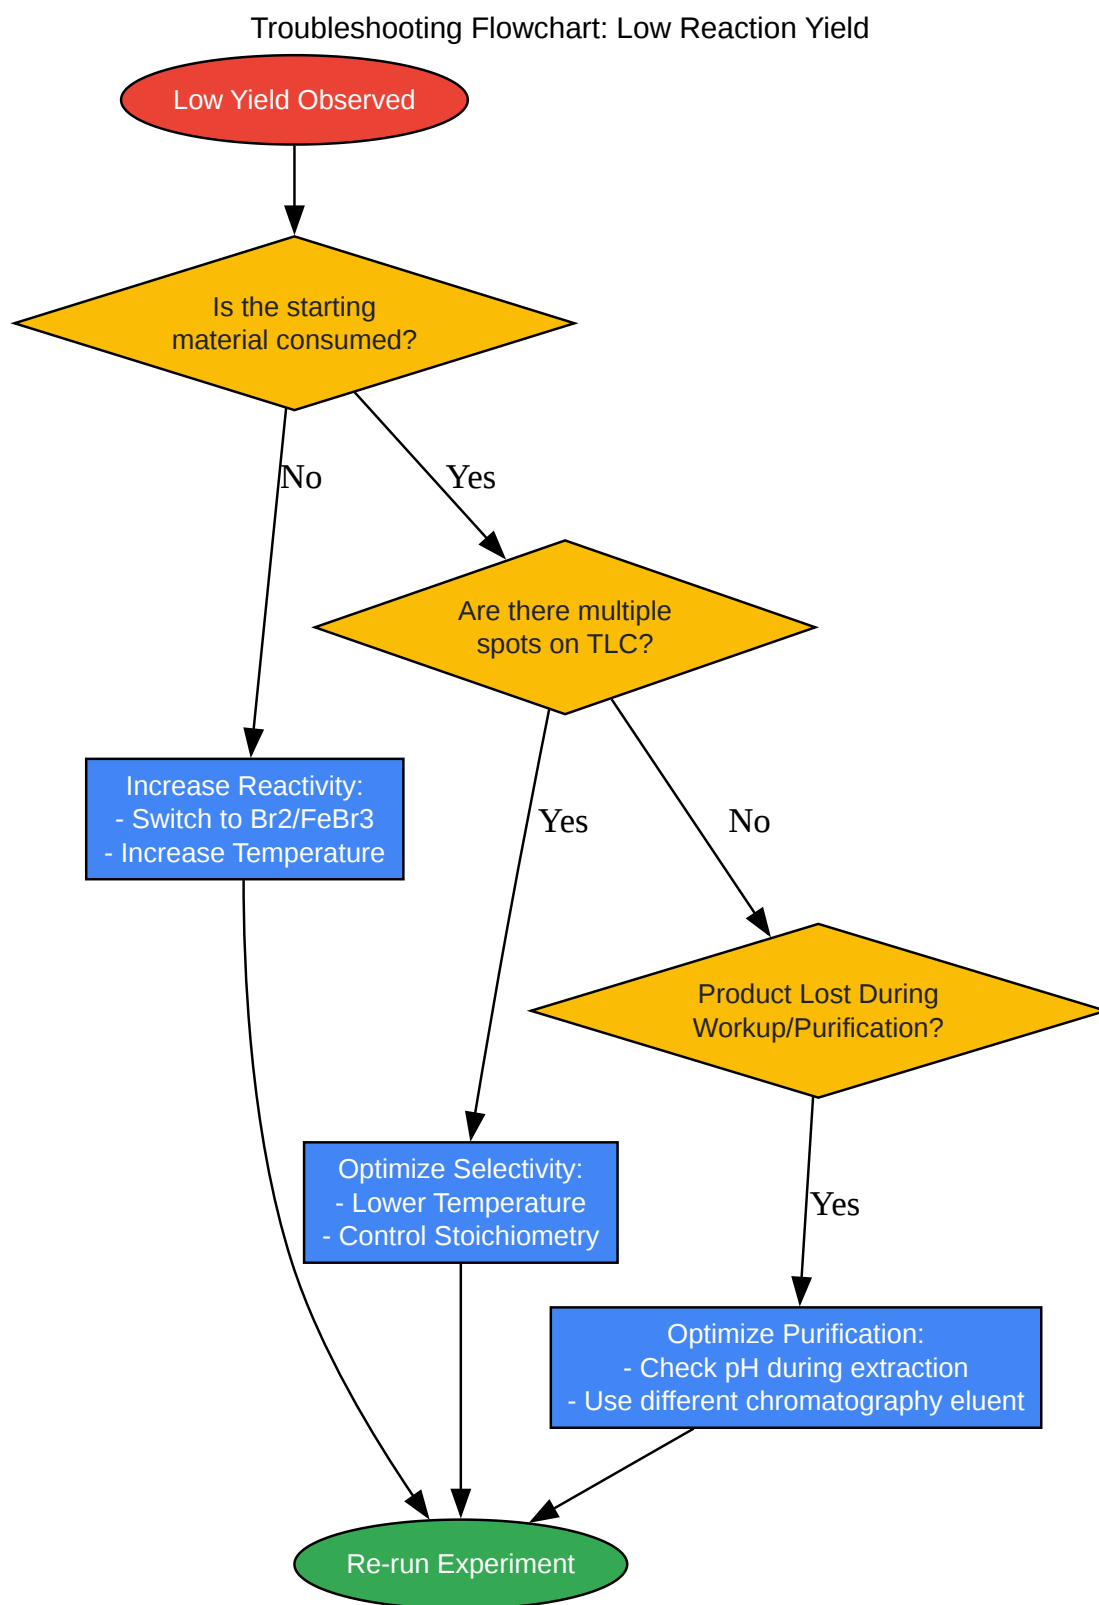 Troubleshooting Flowchart: Low Reaction Yield
Low Yield Observed
Is the starting
material consumed?
No
Yes
Are there multiple
spots on TLC?
Increase Reactivity:
- Switch to Br2/FeBr3
- Increase Temperature
Yes
No
Product Lost During
Workup/Purification?
Optimize Selectivity:
- Lower Temperature
- Control Stoichiometry
Yes
Optimize Purification:
- Check pH during extraction
- Use different chromatography eluent
Re-run Experiment